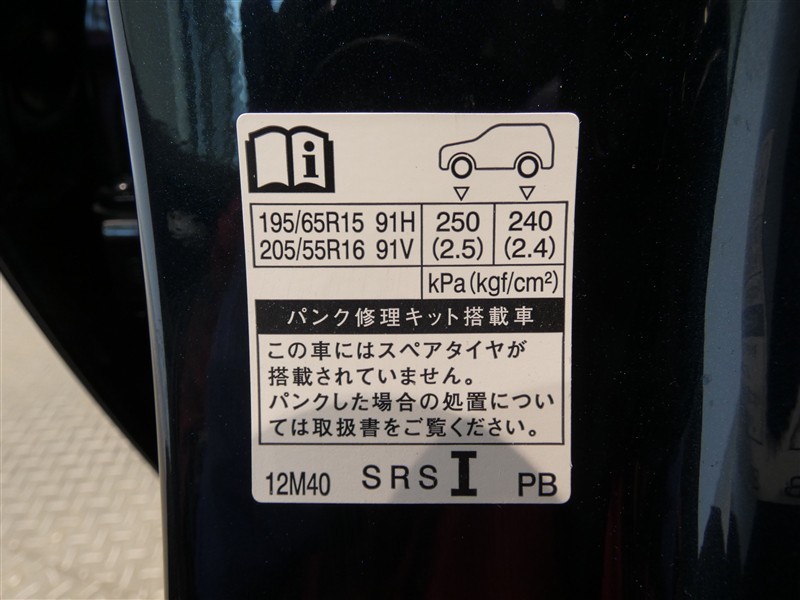 195/65R15 91H 250 240
205/55R16 91V (2.5) (2.4)
kPa(kgf/cm²)
パンク修理キット搭載車
この車にはスペアタイヤが
搭載されていません。
パンクした場合の処置につい
ては取扱書をご覧ください。
12M40 SRS I PB